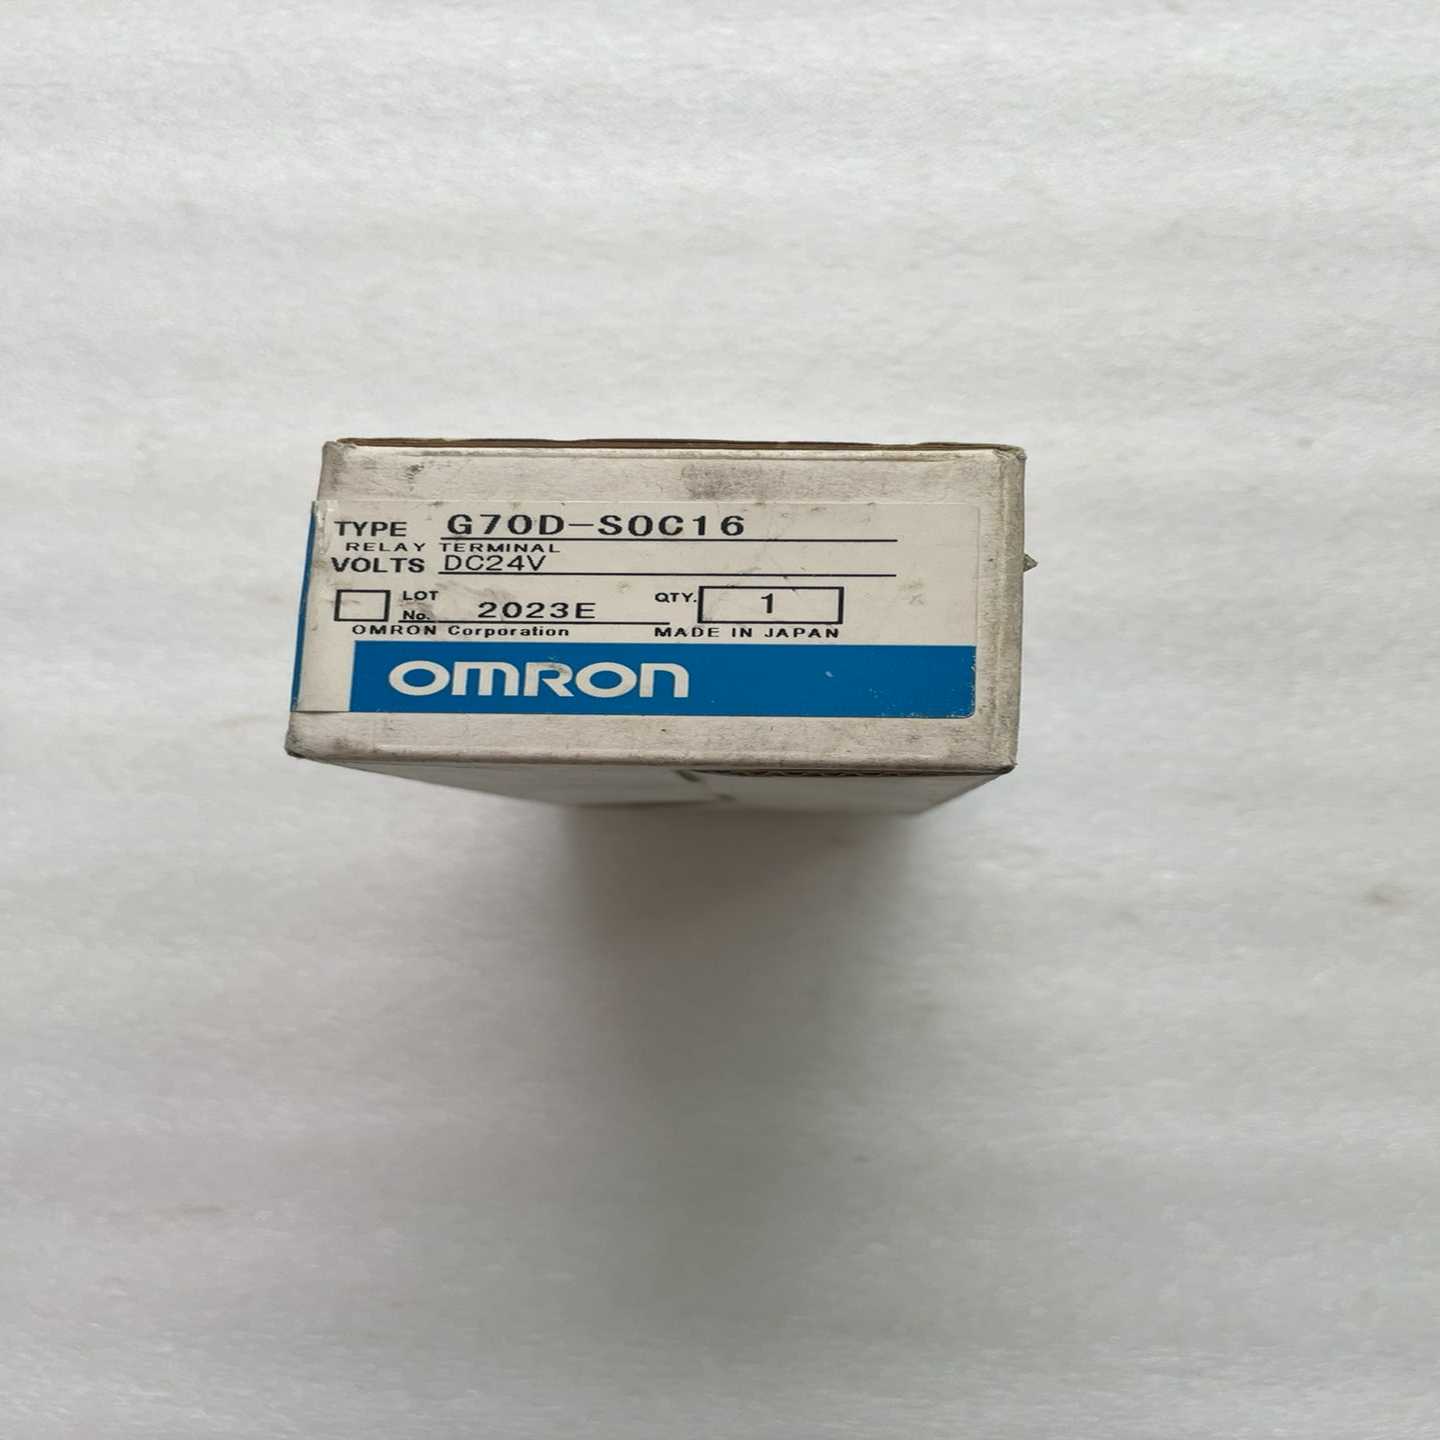 TYPE G70D-SOC16
RELAY TERMINAL
VOLTS DC24V
LOT No. 2023E QTY. 1
OMRON Corporation MADE IN JAPAN
OMRON